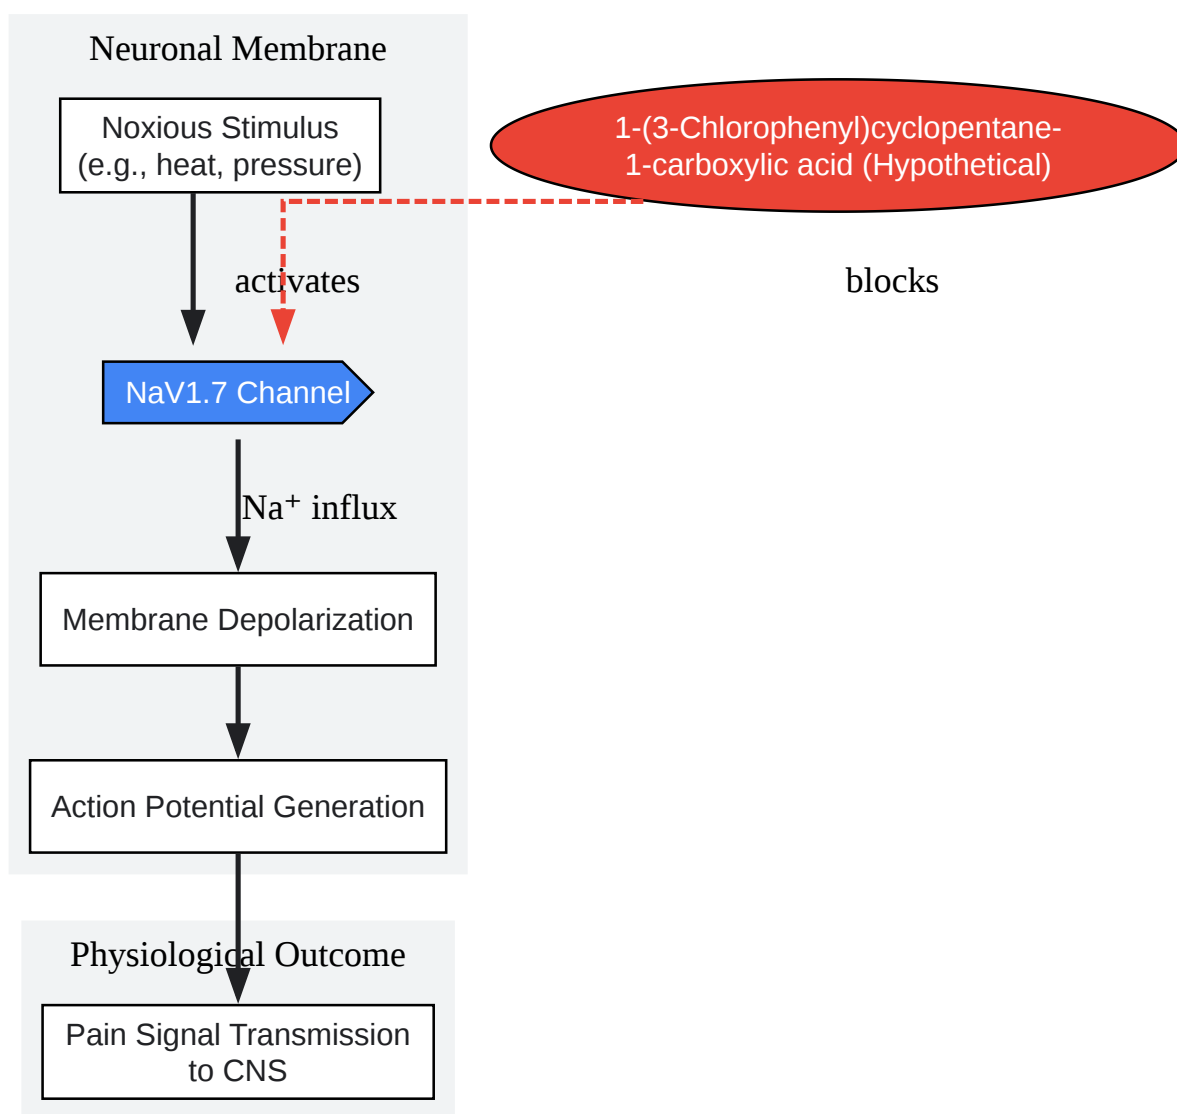 Neuronal Membrane
Noxious Stimulus
(e.g., heat, pressure)
1-(3-Chlorophenyl)cyclopentane-
1-carboxylic acid (Hypothetical)
activates
blocks
NaV1.7 Channel
Na⁺ influx
Membrane Depolarization
Action Potential Generation
Physiological Outcome
Pain Signal Transmission
to CNS